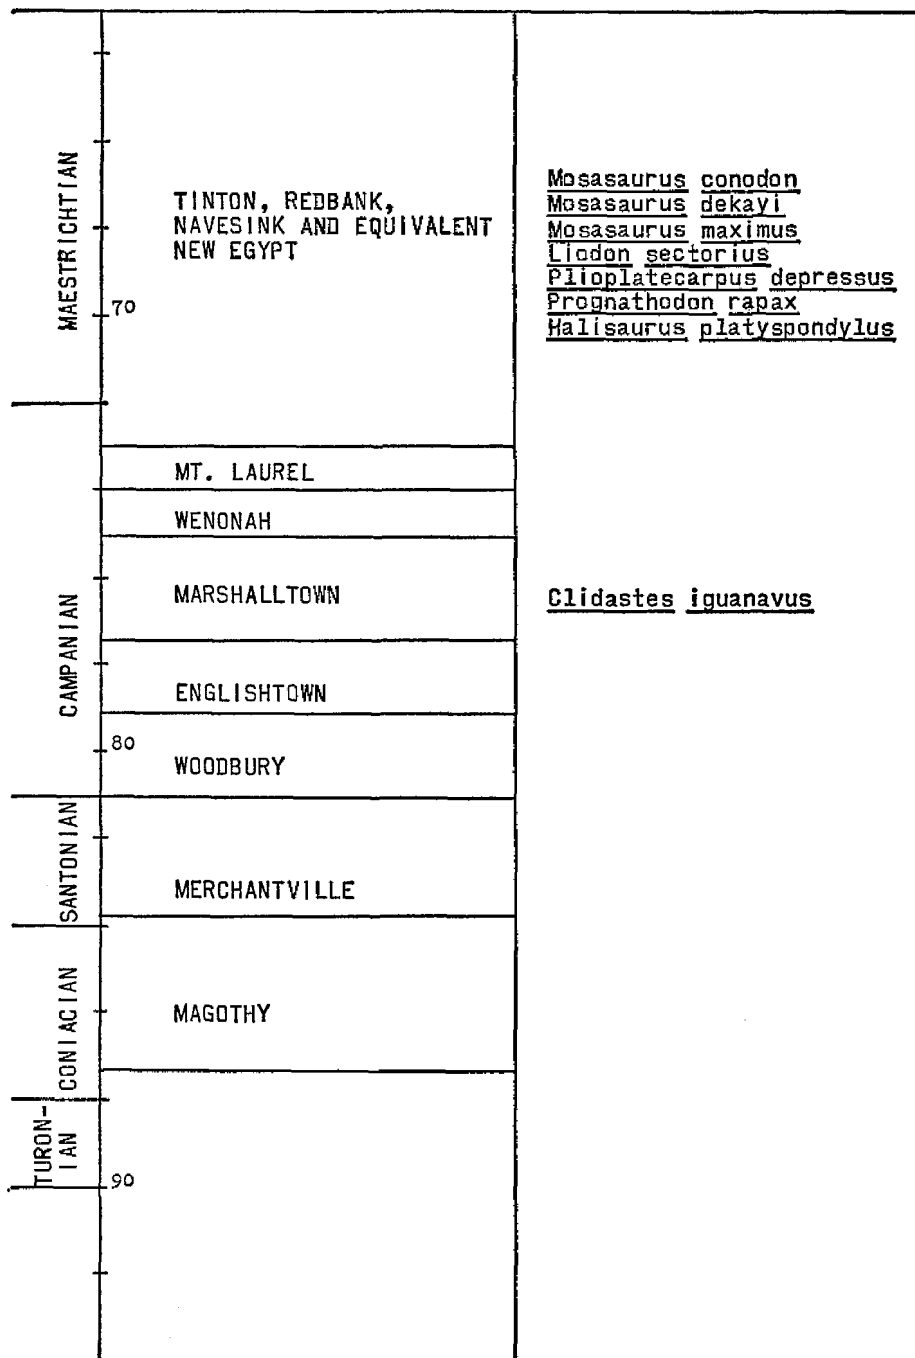 MAESTRICHTIAN
TINTON, REDBANK,
NAVESINK AND EQUIVALENT
NEW EGYPT
Mosasaurus conodon
Mosasaurus dekayi
Mosasaurus maximus
Liodon sectorius
Plioplatecarpus depressus
Prognathodon rapax
Halisaurus platyspondylus
70
CAMPANIAN
MT. LAUREL
WENONAH
MARSHALLTOWN
Clidastes iguanavus
ENGLISHTOWN
80
WOODBURY
SANTONIAN
MERCHANTVILLE
CONIACIAN
MAGOTHY
TURON-
IAN
90